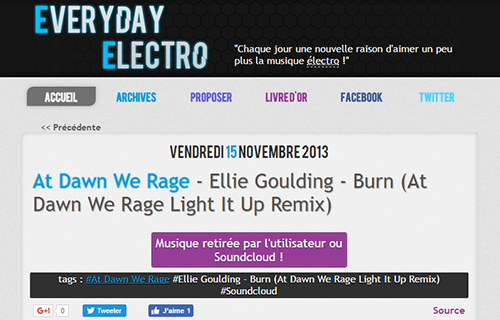 EVERYDAY
ELECTRO
"Chaque jour une nouvelle raison d'aimer un peu
plus la musique électro !"
ACCUEIL ARCHIVES PROPOSER LIVRE D'OR FACEBOOK TWITTER
<< Précédente
VENDREDI 15 NOVEMBRE 2013
At Dawn We Rage - Ellie Goulding - Burn (At
Dawn We Rage Light It Up Remix)
Musique retirée par l'utilisateur ou
Soundcloud !
tags : #At Dawn We Rage #Ellie Goulding - Burn (At Dawn We Rage Light It Up Remix)
#Soundcloud
G+1 0 Tweeter J'aime 1 Source